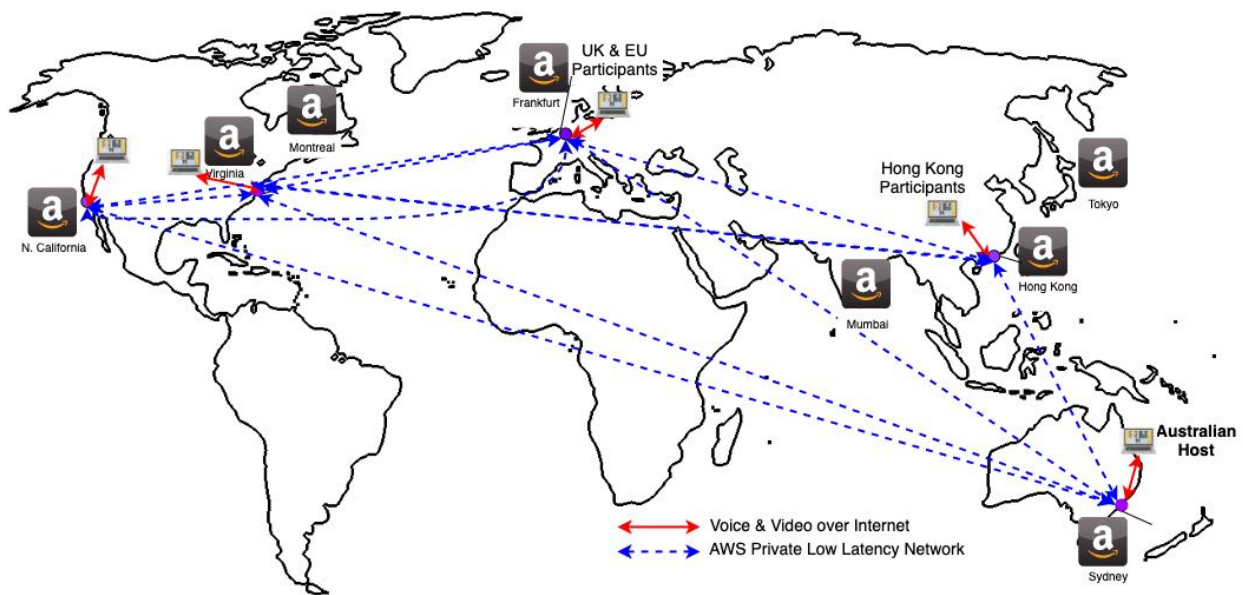 UK & EU
Participants
Frankfurt
Montreal
Virginia
Tokyo
Hong Kong
Participants
N. California
Hong Kong
Mumbai
Australian
Host
Voice & Video over Internet
AWS Private Low Latency Network
Sydney